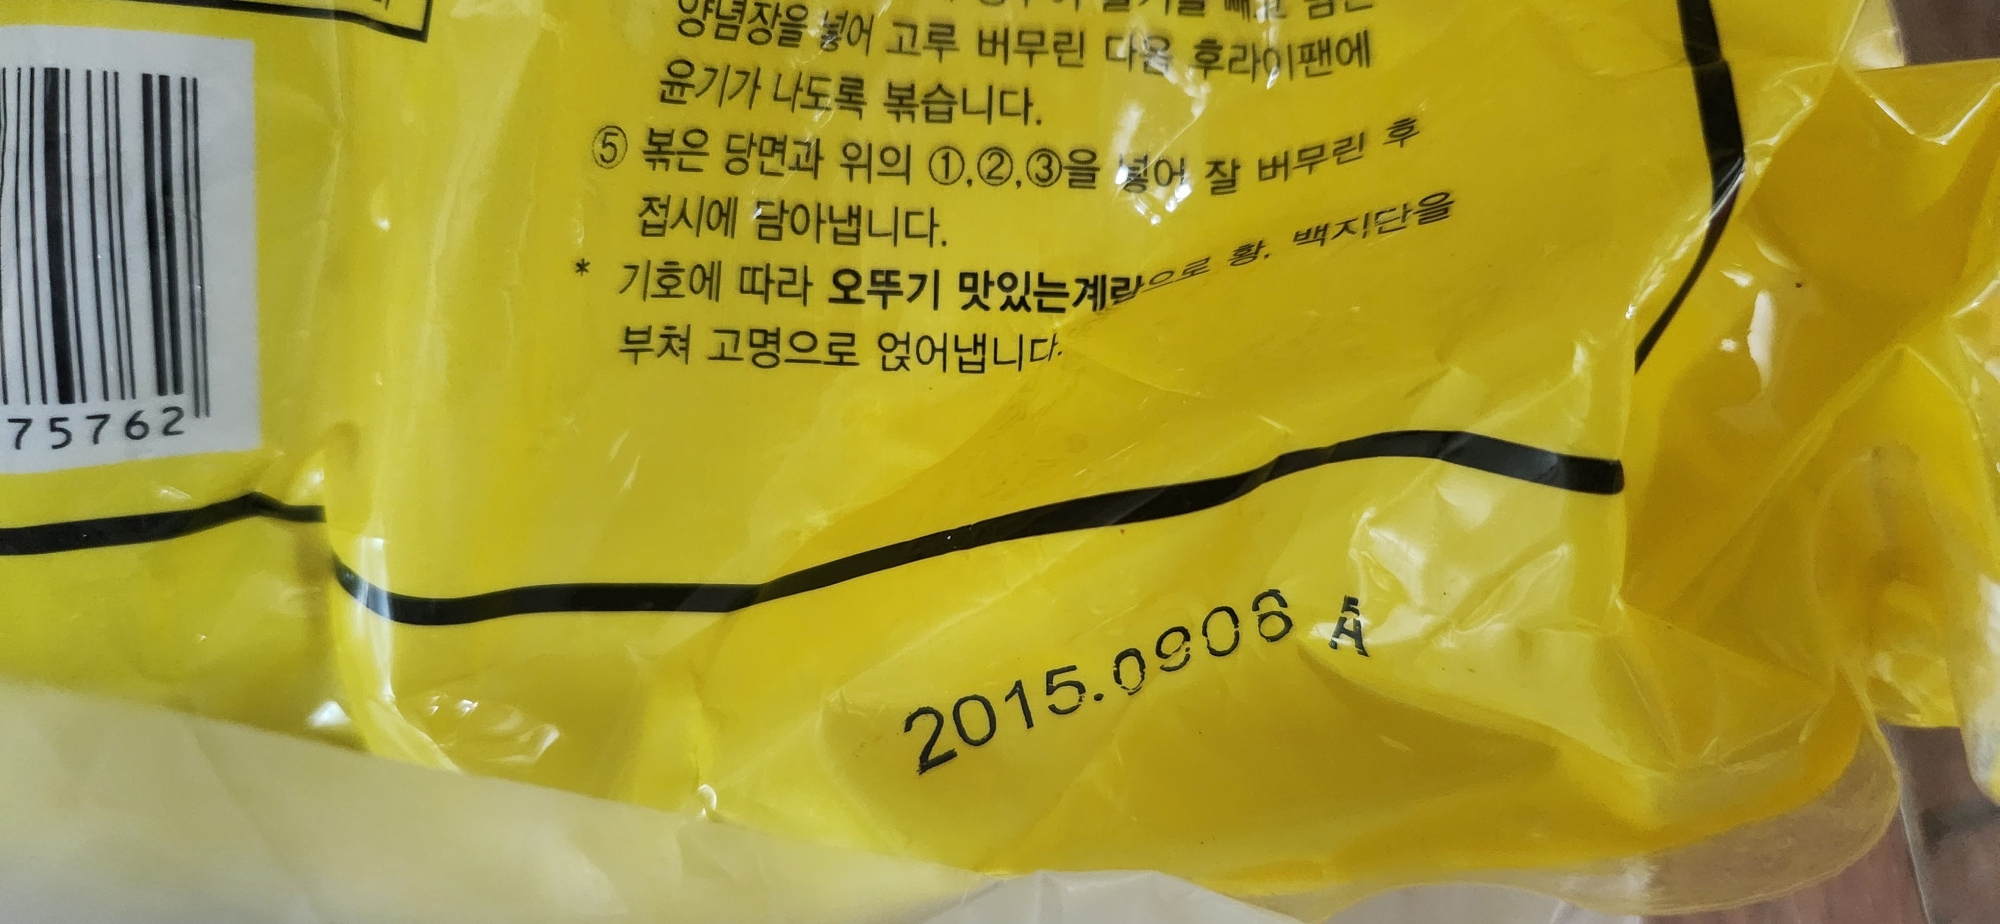 양념장을 넣어 고루 버무린 다음 후라이팬에
윤기가 나도록 볶습니다.
⑤ 볶은 당면과 위의 ①,②,③을 넣어 잘 버무린 후
접시에 담아냅니다.
* 기호에 따라 오뚜기 맛있는계란으로 황, 백지단을
부쳐 고명으로 얹어냅니다.
75762
2015.0908 A